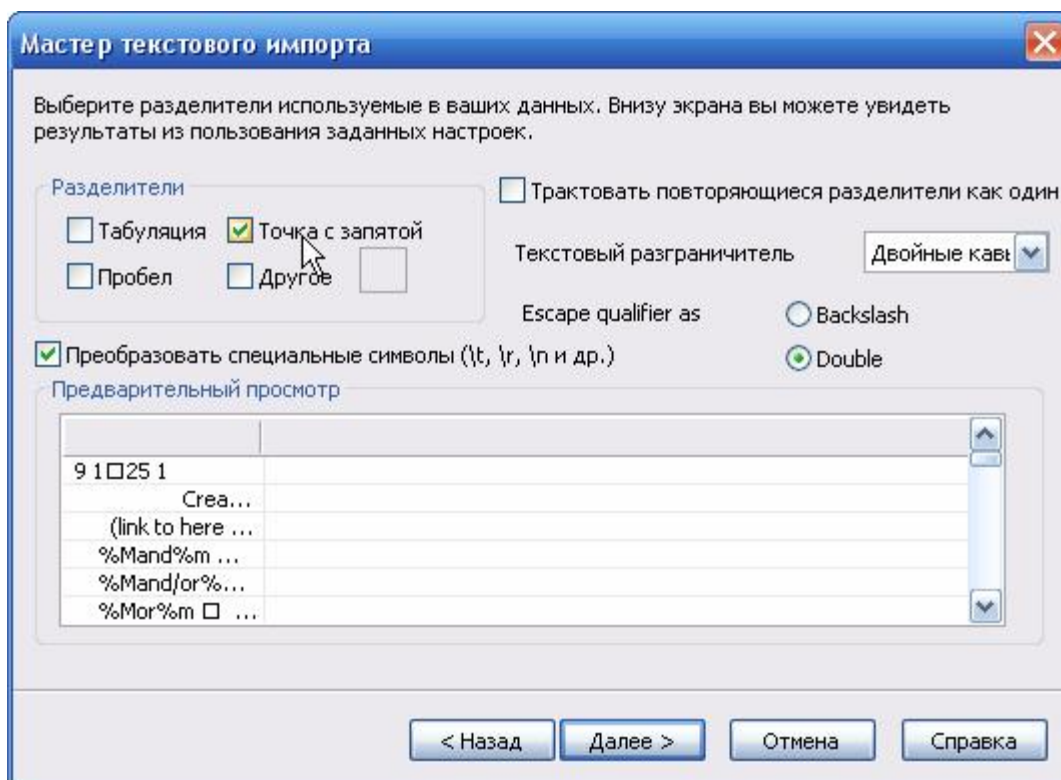 Мастер текстового импорта
Выберите разделители используемые в ваших данных. Внизу экрана вы можете увидеть
результаты из пользования заданных настроек.
Разделители
Трактовать повторяющиеся разделители как один
Табуляция Точка с запятой
Текстовый разграничитель Двойные кавы
Пробел Другое
Escape qualifier as Backslash
Преобразовать специальные символы (\t, \r, \n и др.) Double
Предварительный просмотр
9 1□25 1
Crea...
(link to here ...
%Mand%m ...
%Mand/or%...
%Mor%m □ ...
< Назад Далее > Отмена Справка